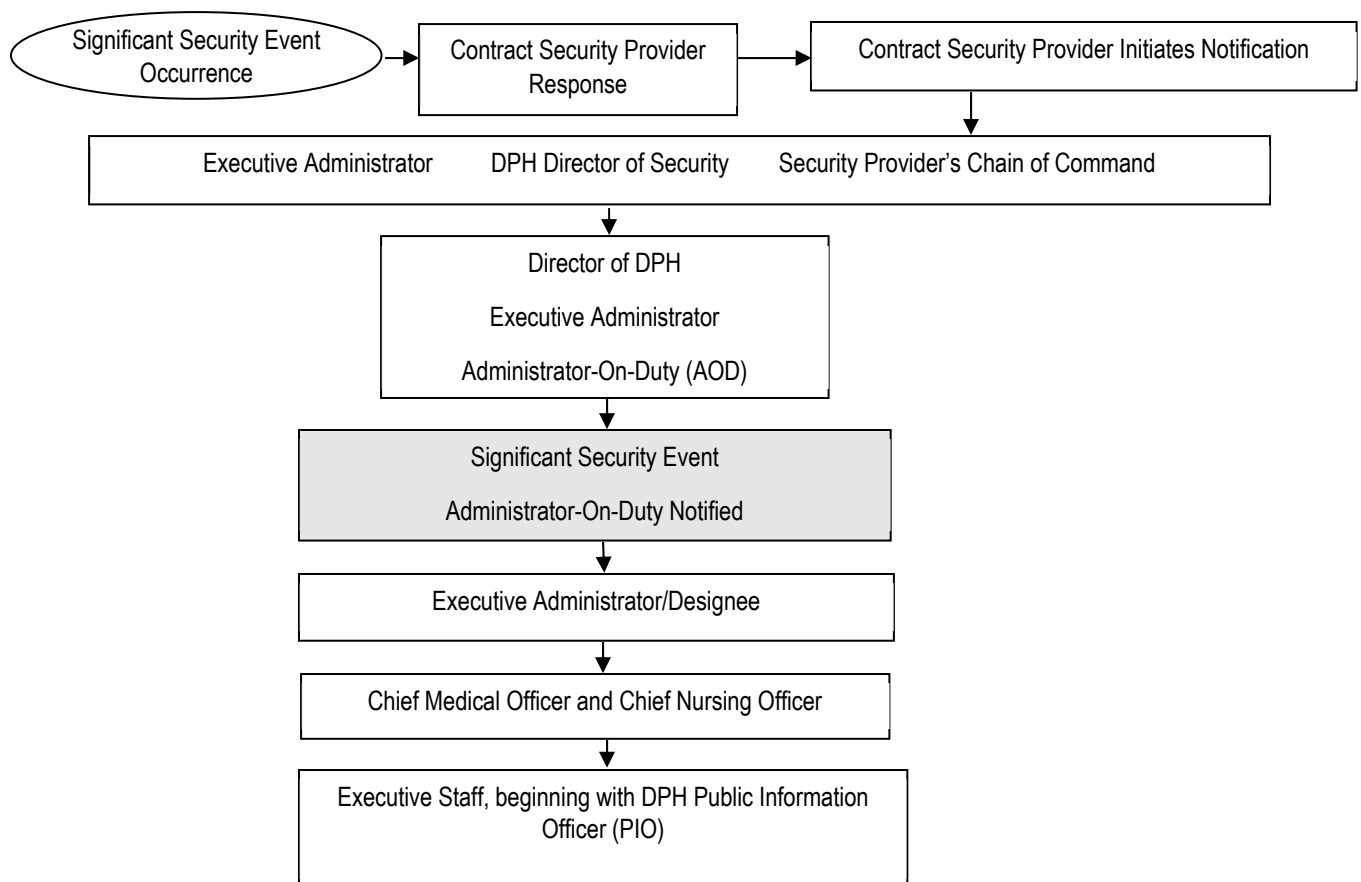 Significant Security Event
Occurrence
Contract Security Provider
Response
Contract Security Provider Initiates Notification
Executive Administrator DPH Director of Security Security Provider’s Chain of Command
Director of DPH
Executive Administrator
Administrator-On-Duty (AOD)
Significant Security Event
Administrator-On-Duty Notified
Executive Administrator/Designee
Chief Medical Officer and Chief Nursing Officer
Executive Staff, beginning with DPH Public Information
Officer (PIO)